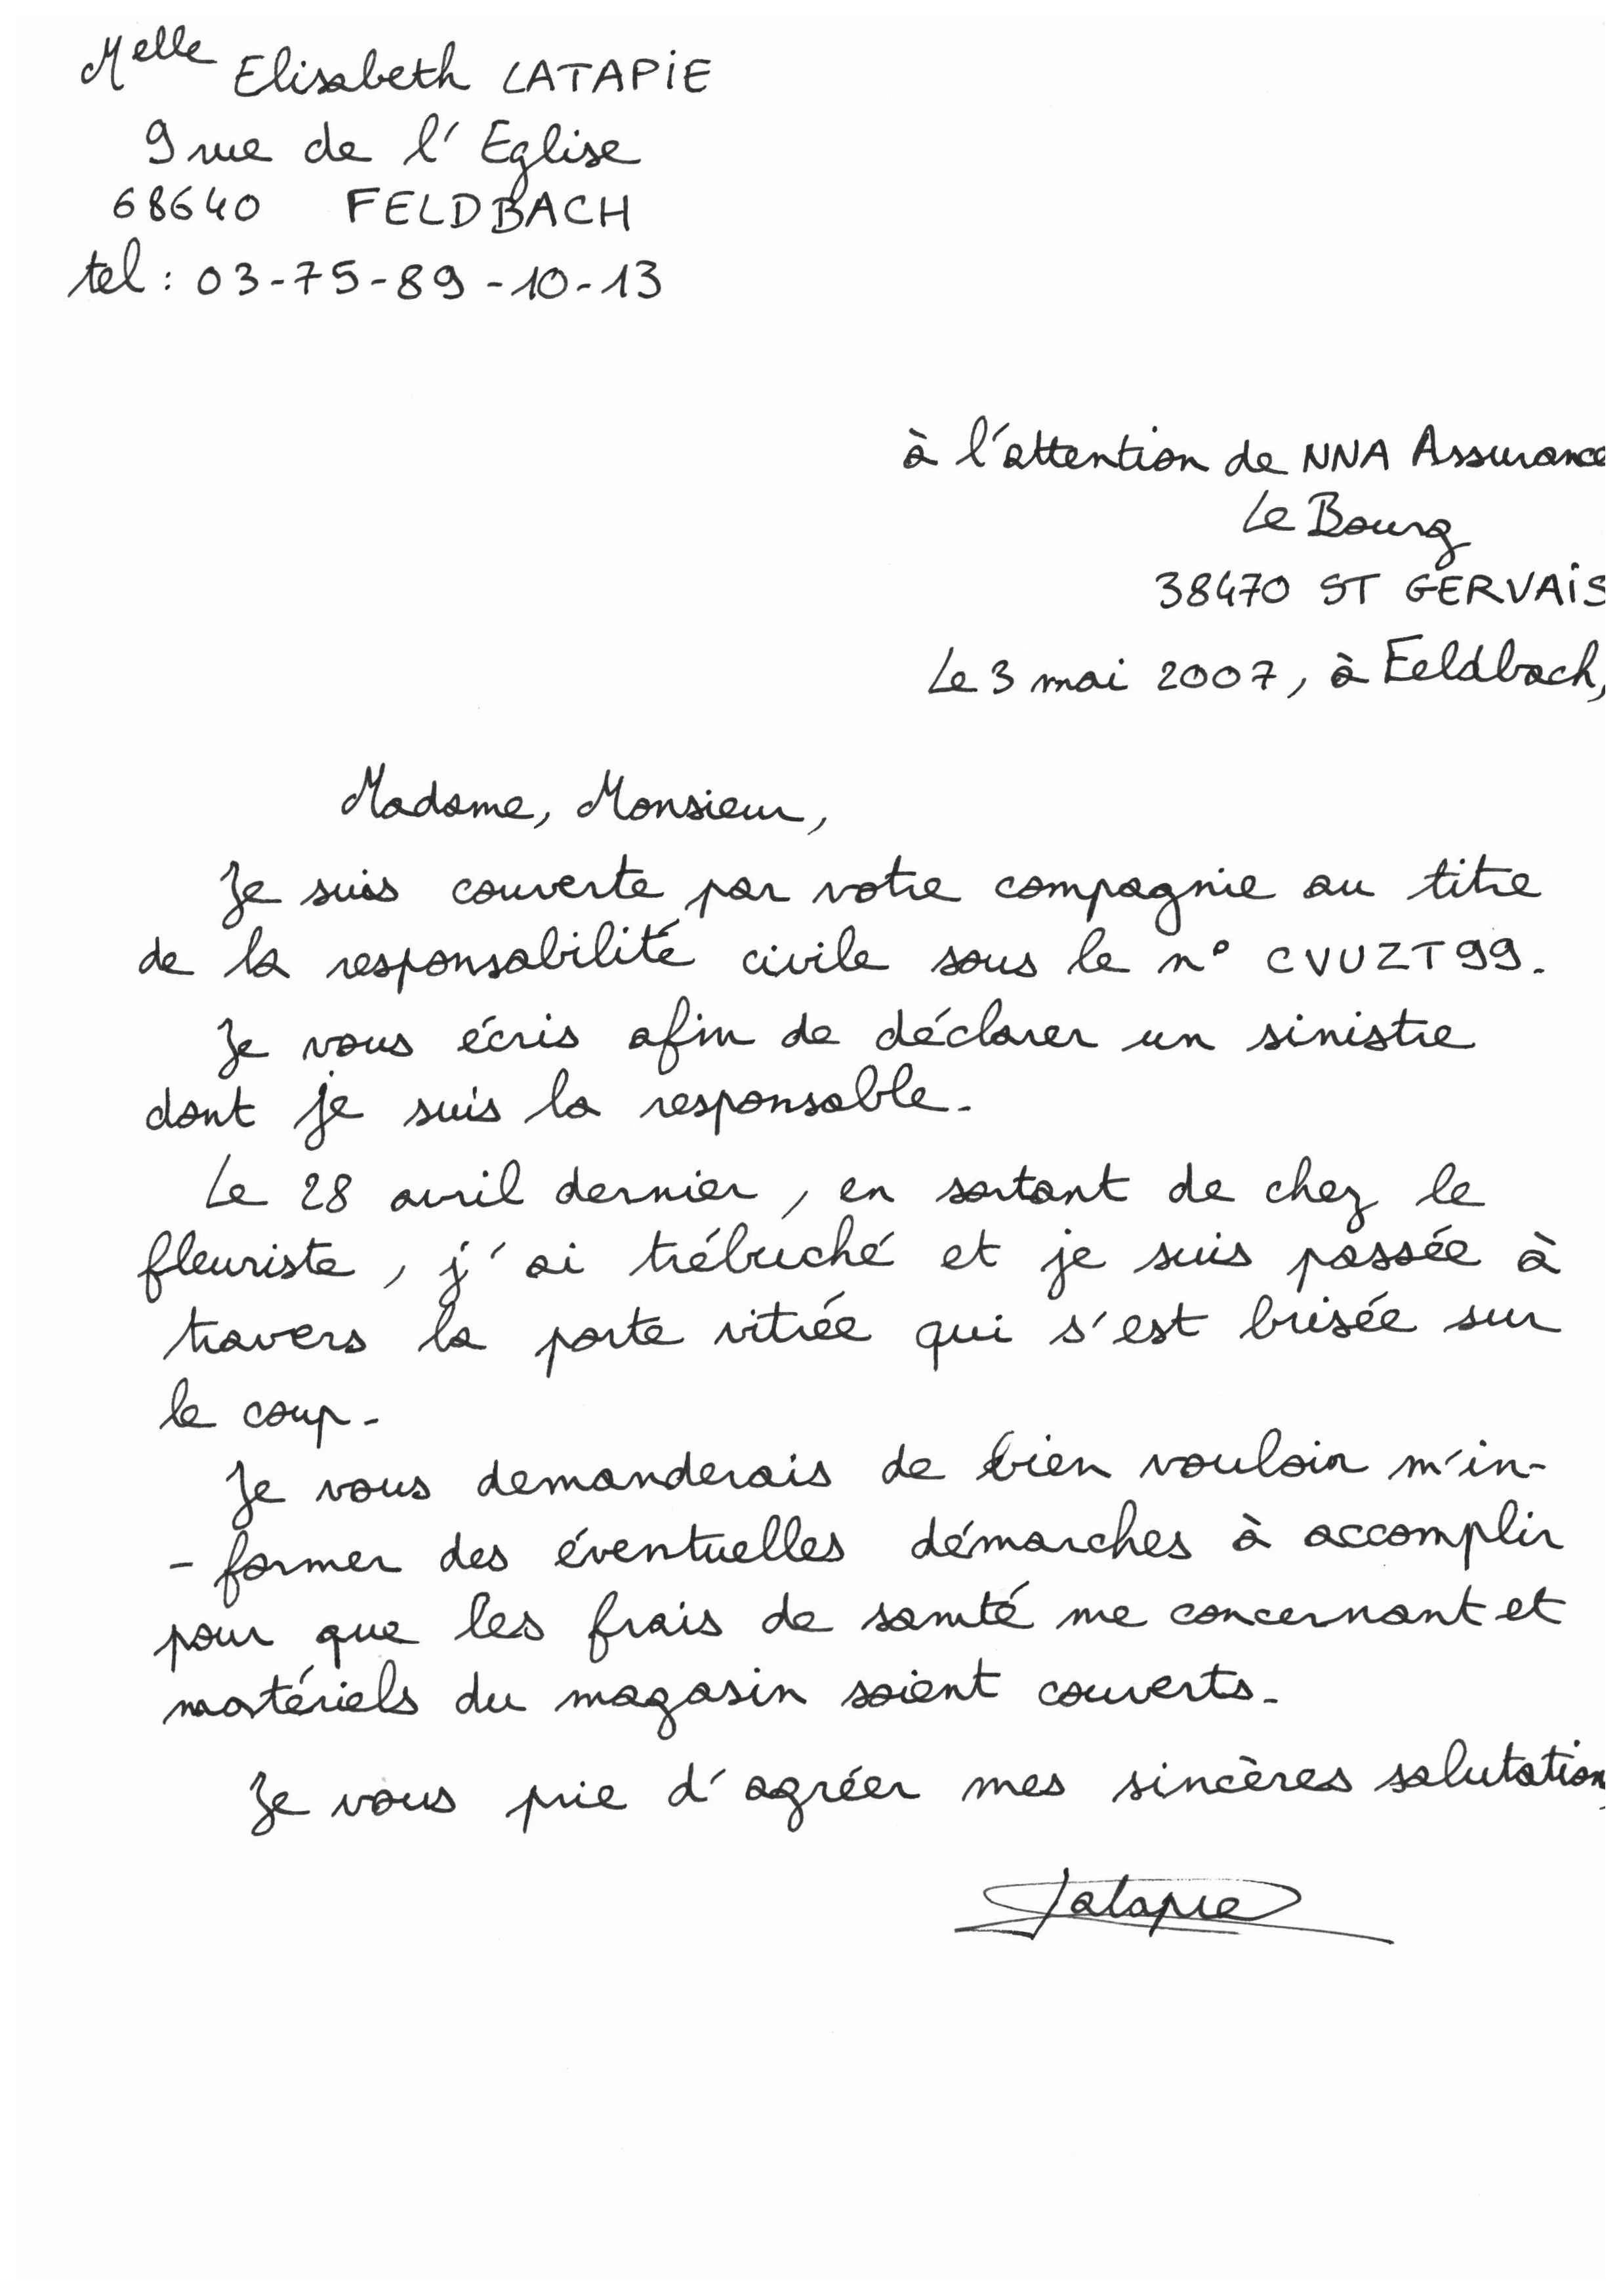 Melle Elisabeth LATAPIE
9 rue de l'Eglise
68640 FELDBACH
tel : 03-75-89-10-13
à l'attention de NNA Assurance
Le Bourg
38470 ST GERVAIS
Le 3 mai 2007, à Feldbach,
Madame, Monsieur,
Je suis couverte par votre compagnie au titre
de la responsabilité civile sous le n° CVUZT99.
Je vous écris afin de déclarer un sinistre
dont je suis la responsable.
Le 28 avril dernier, en sortant de chez le
fleuriste, j'ai trébuché et je suis passée à
travers la porte vitrée qui s'est brisée sur
le coup.
Je vous demanderais de bien vouloir m'in-
-former des éventuelles démarches à accomplir
pour que les frais de santé me concernant et
matériels du magasin soient couverts.
Je vous prie d'agréer mes sincères salutation
Latapie